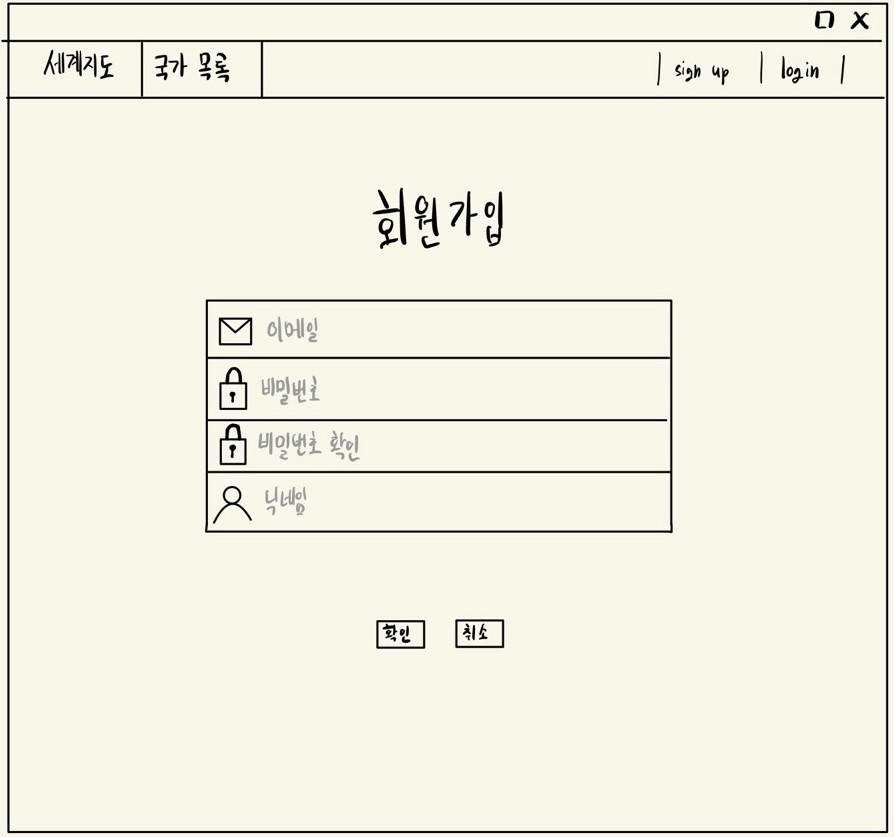 세계지도 국가 목록 sign up login
회원가입
이메일
비밀번호
비밀번호 확인
닉네임
확인 취소